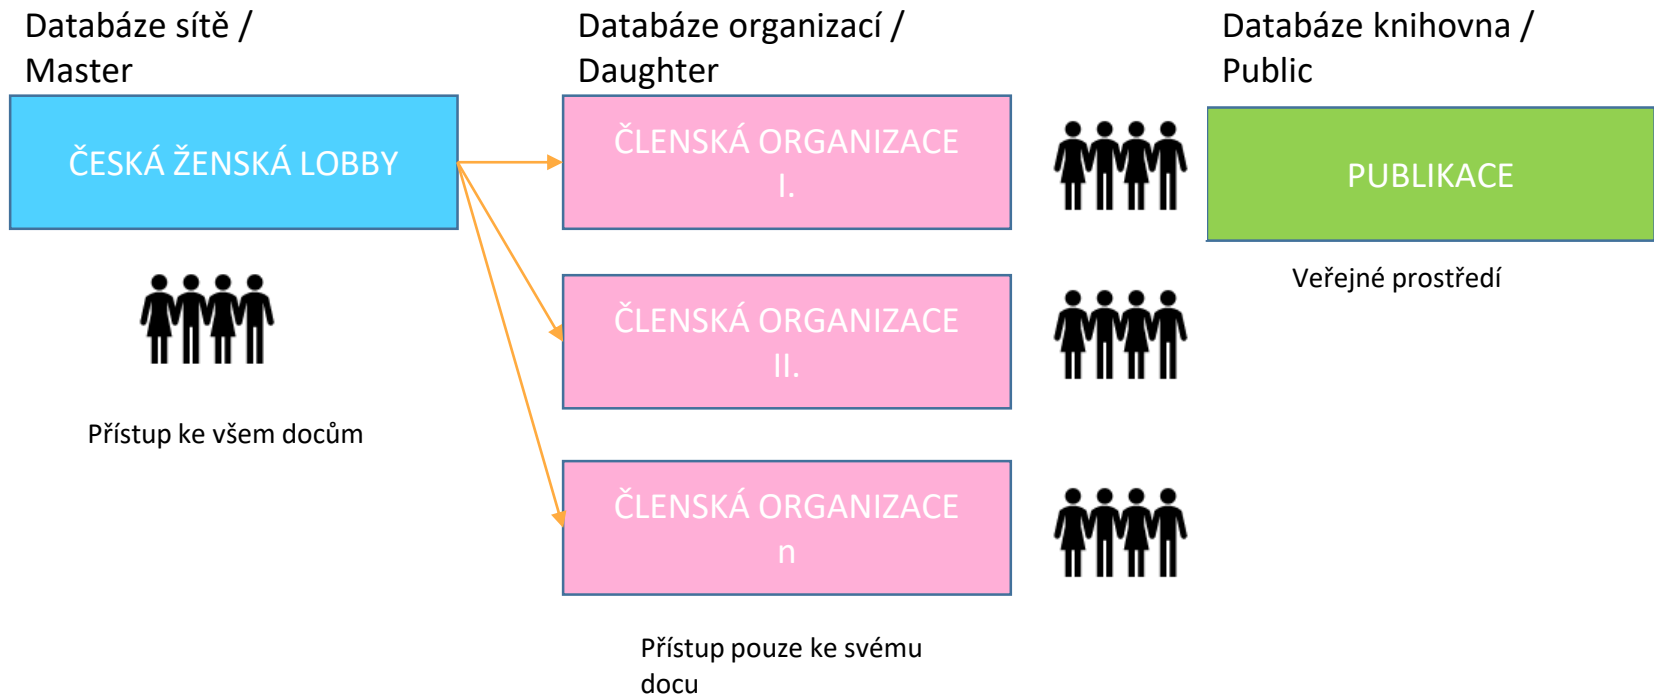 Databáze sítě /
Master
ČESKÁ ŽENSKÁ LOBBY
Přístup ke všem docům
Databáze organizací /
Daughter
ČLENSKÁ ORGANIZACE
I.
ČLENSKÁ ORGANIZACE
II.
ČLENSKÁ ORGANIZACE
n
Přístup pouze ke svému
docu
Databáze knihovna /
Public
PUBLIKACE
Veřejné prostředí